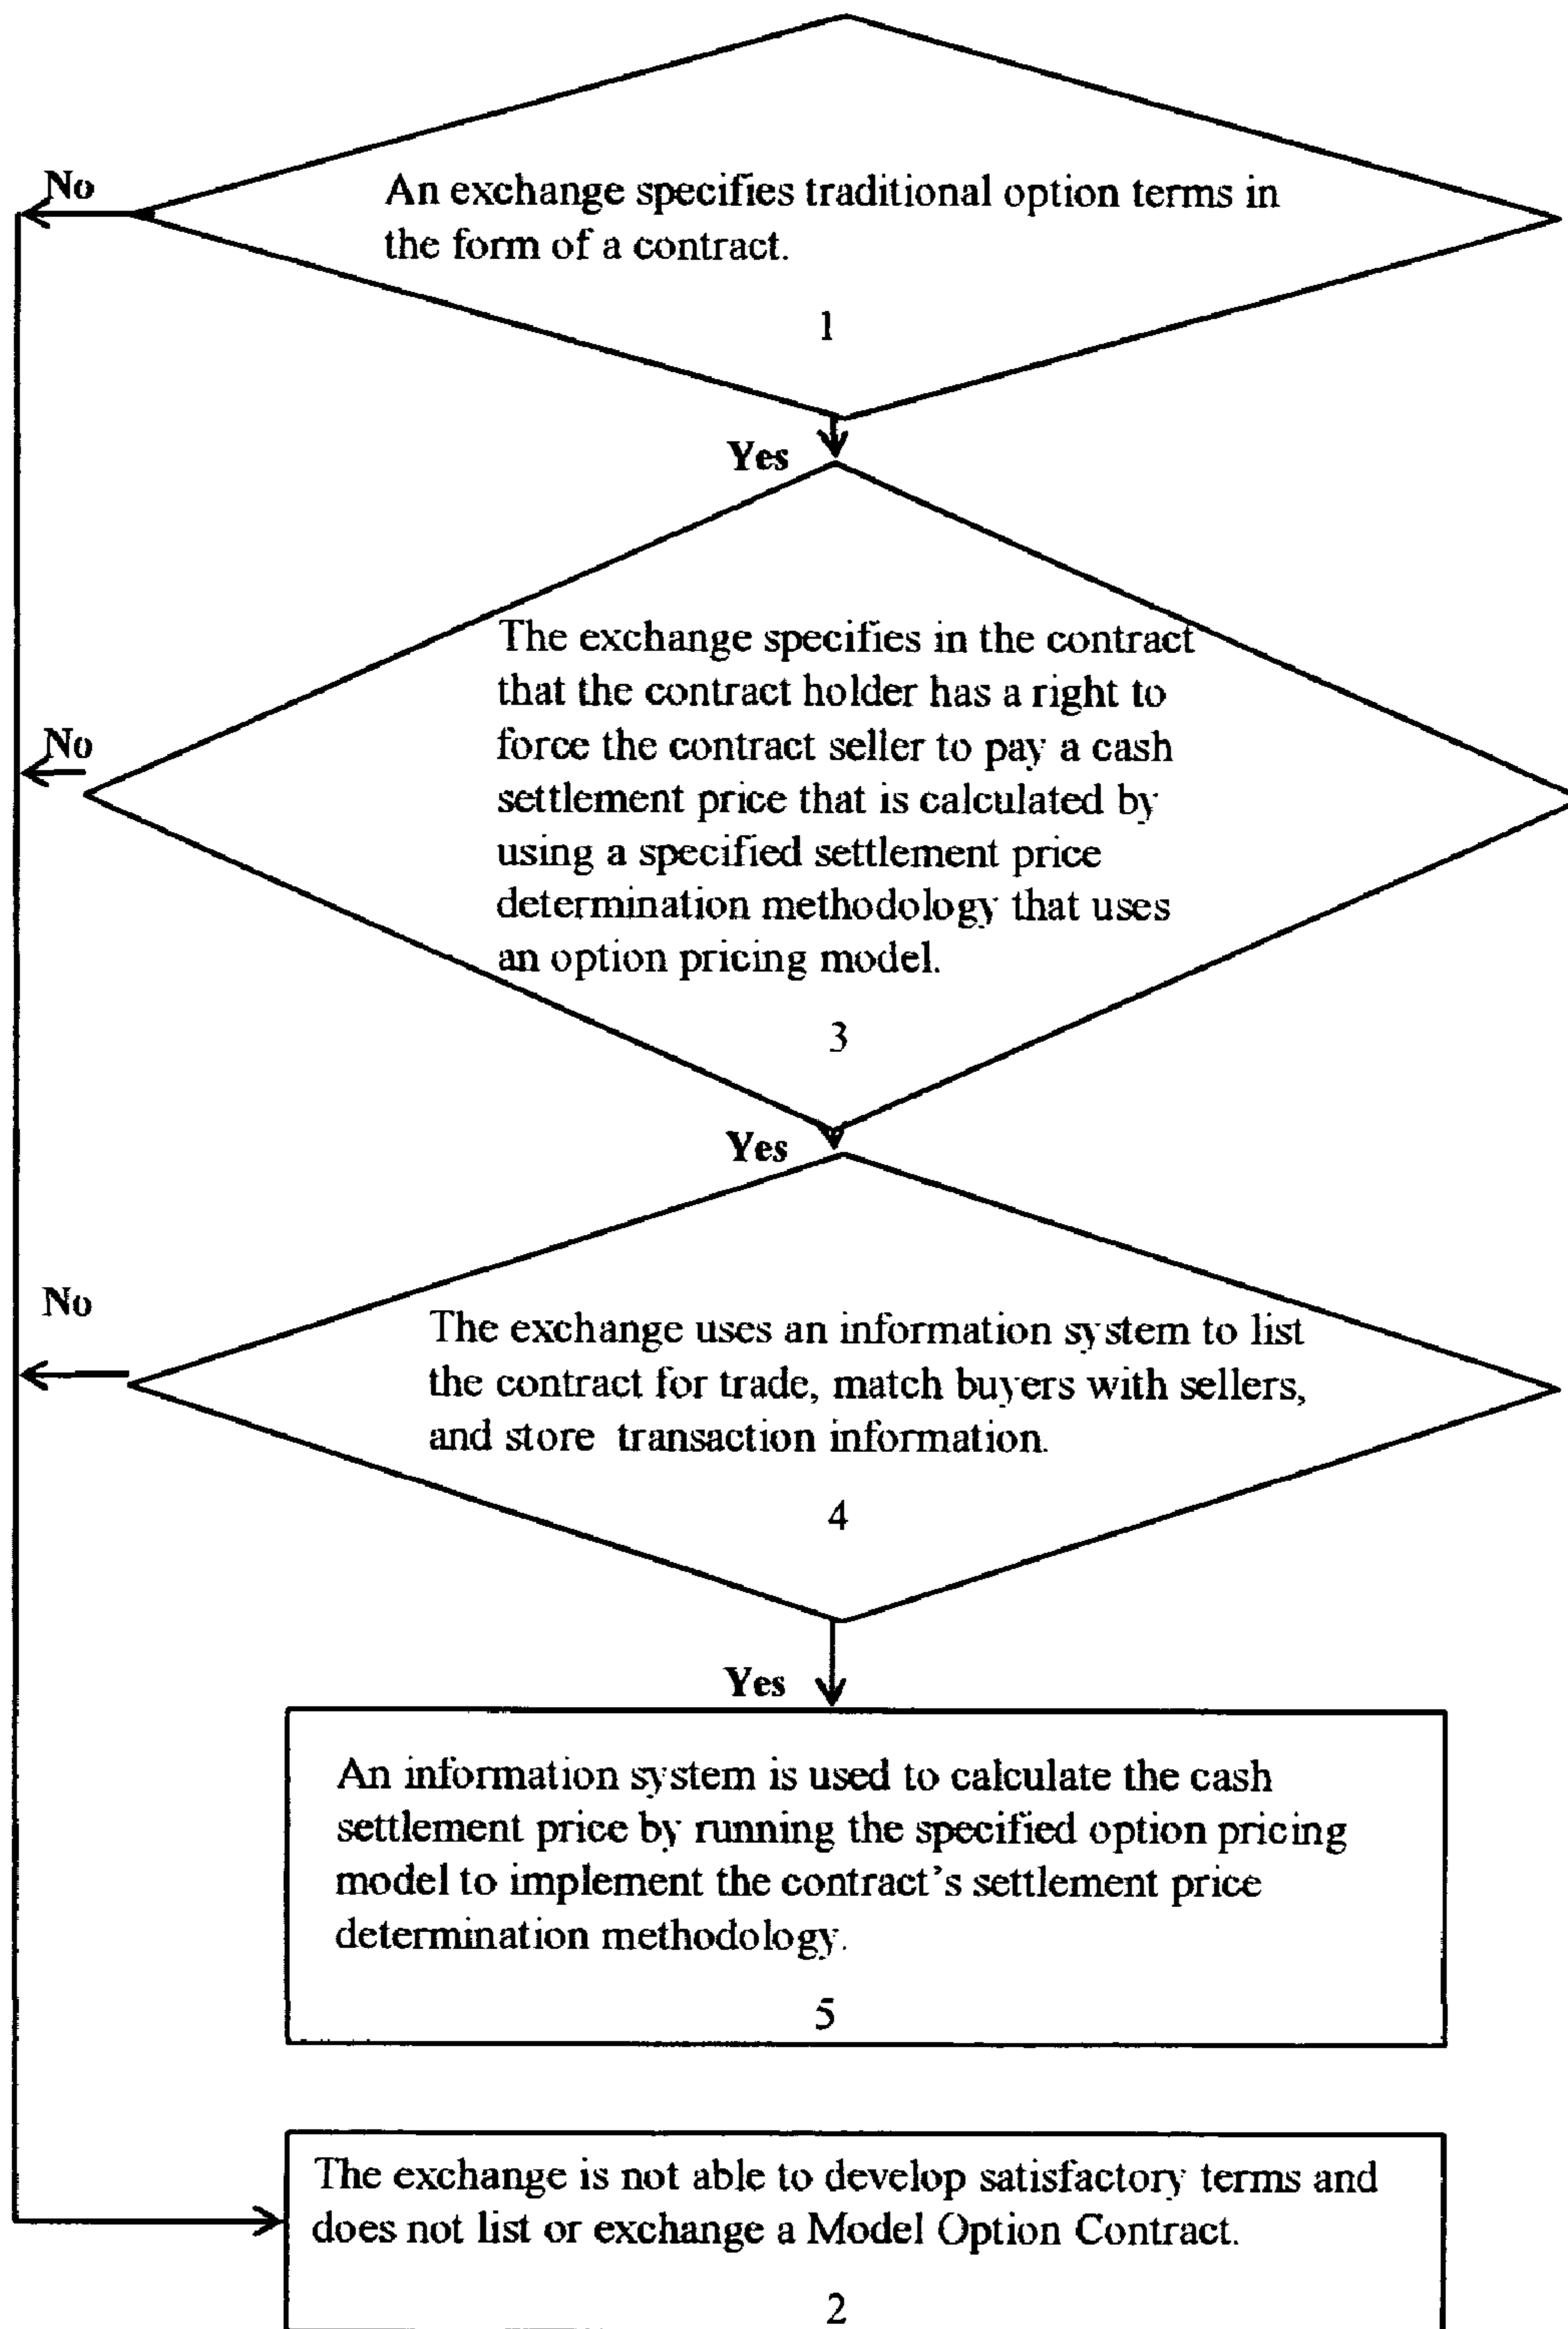 No
An exchange specifies traditional option terms in
the form of a contract.
1
Yes
The exchange specifies in the contract
that the contract holder has a right to
force the contract seller to pay a cash
settlement price that is calculated by
using a specified settlement price
determination methodology that uses
an option pricing model.
No
3
Yes
No
The exchange uses an information system to list
the contract for trade, match buyers with sellers,
and store transaction information.
4
Yes
An information system is used to calculate the cash
settlement price by running the specified option pricing
model to implement the contract's settlement price
determination methodology.
5
The exchange is not able to develop satisfactory terms and
does not list or exchange a Model Option Contract.
2